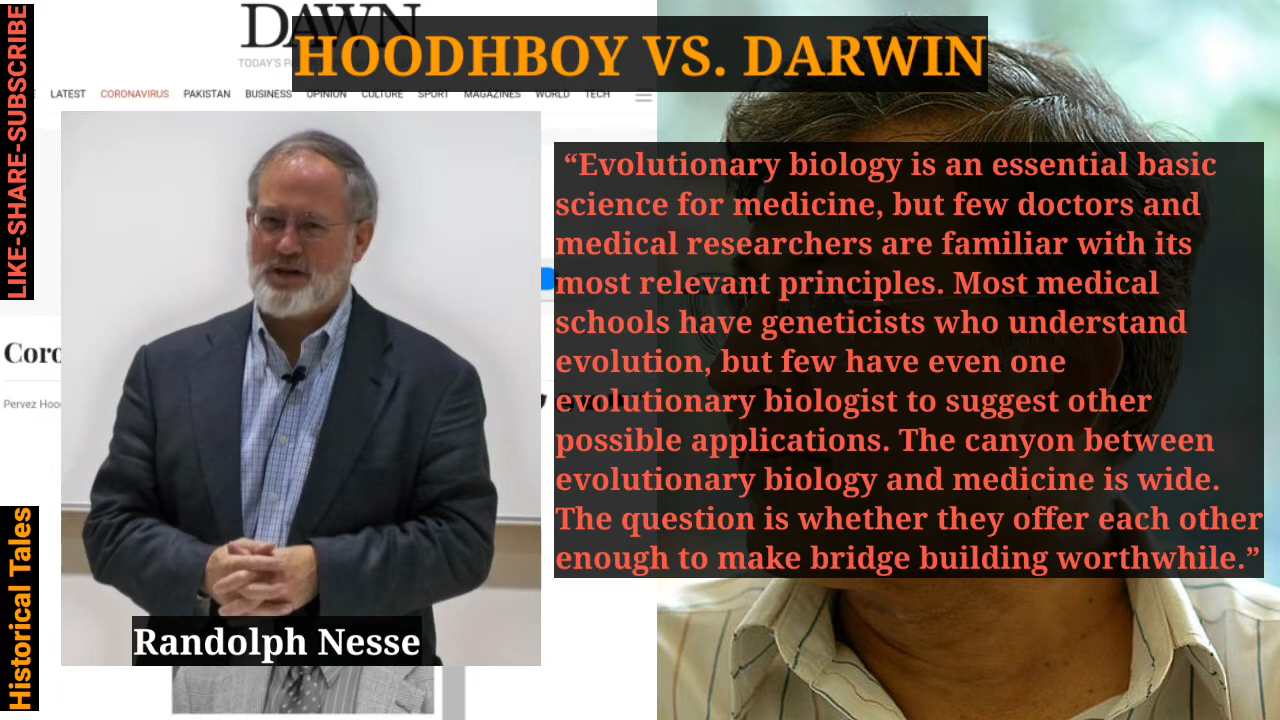 DAWN
HOODHBOY VS. DARWIN
TODAY'S P
LATEST CORONAVIRUS PAKISTAN BUSINESS OPINION CULTURE SPORT MAGAZINES WORLD TECH
LIKE-SHARE-SUBSCRIBE
“Evolutionary biology is an essential basic
science for medicine, but few doctors and
medical researchers are familiar with its
most relevant principles. Most medical
schools have geneticists who understand
evolution, but few have even one
evolutionary biologist to suggest other
possible applications. The canyon between
evolutionary biology and medicine is wide.
The question is whether they offer each other
enough to make bridge building worthwhile.”
Coro
Pervez Hoo
Historical Tales
Randolph Nesse